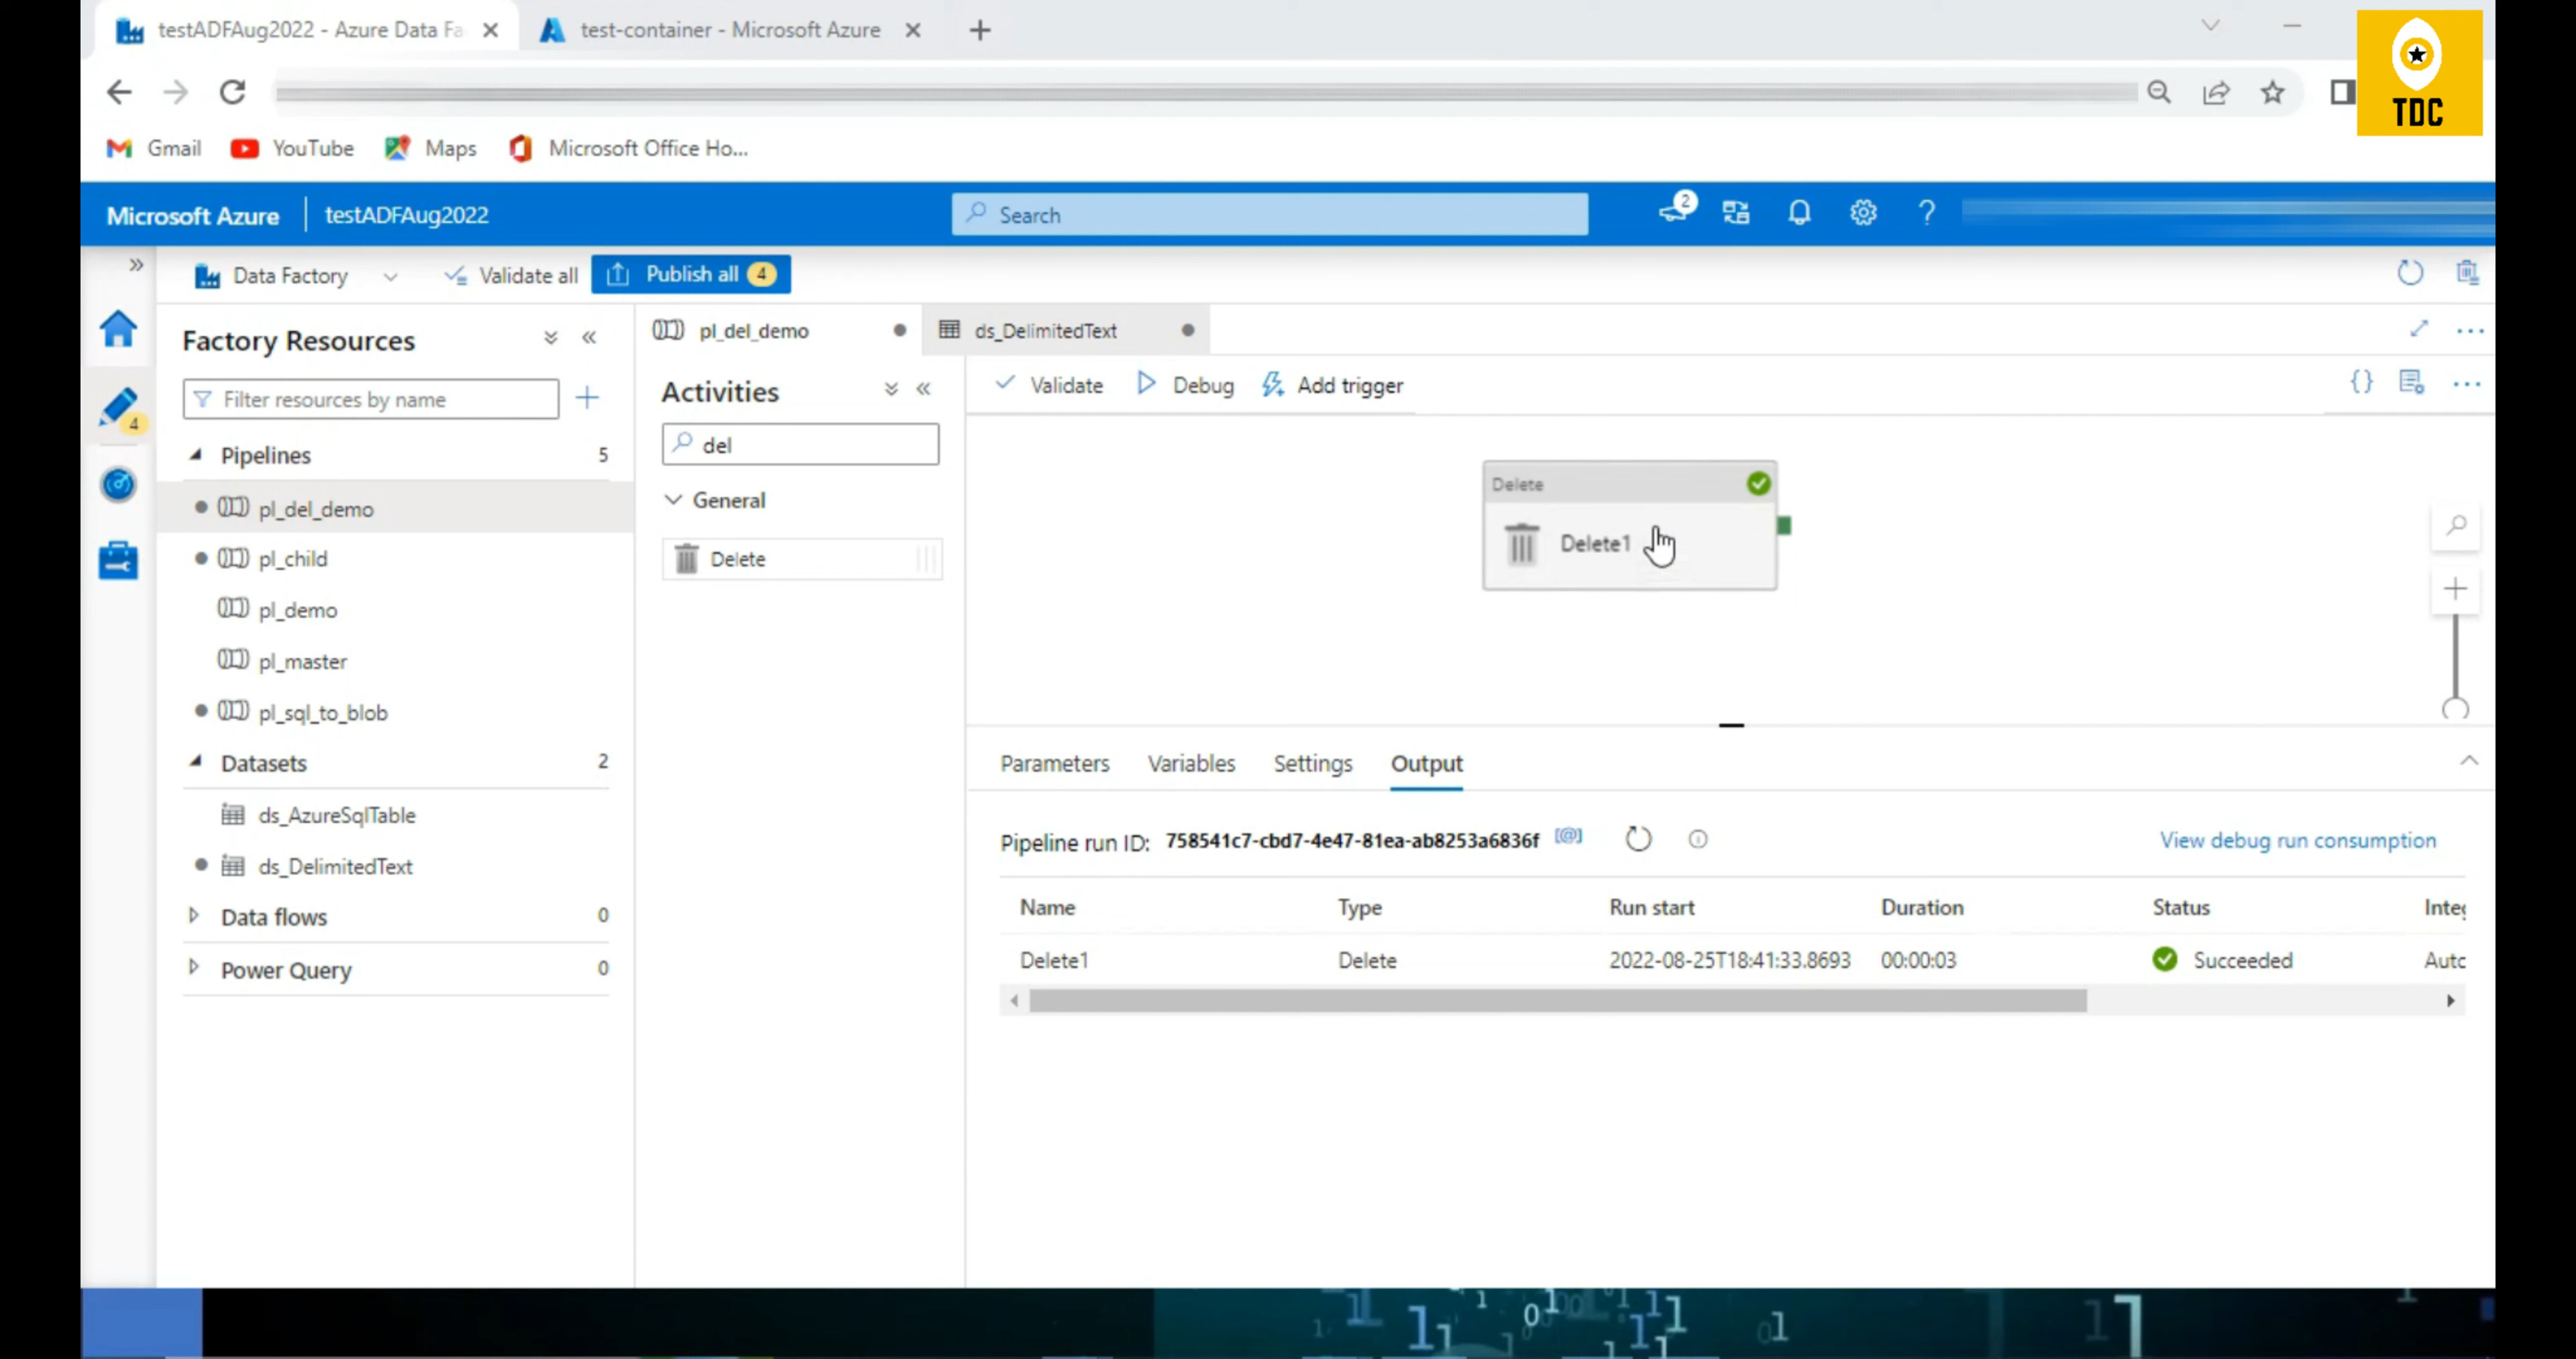 testADFAug2022 - Azure Data Fa
test-container - Microsoft Azure
TDC
Gmail
YouTube
Maps
Microsoft Office Ho...
Microsoft Azure
testADFAug2022
Search
2
Data Factory
Validate all
Publish all 4
Factory Resources
Filter resources by name
4
Pipelines 5
pl_del_demo
pl_child
pl_demo
pl_master
pl_sql_to_blob
Datasets 2
ds_AzureSqlTable
ds_DelimitedText
Data flows 0
Power Query 0
pl_del_demo
ds_DelimitedText
Activities
del
General
Delete
Validate
Debug
Add trigger
Delete
Delete1
Parameters
Variables
Settings
Output
Pipeline run ID: 758541c7-cbd7-4e47-81ea-ab8253a6836f
View debug run consumption
Name Type Run start Duration Status Integ
Delete1 Delete 2022-08-25T18:41:33.8693 00:00:03 Succeeded Auto